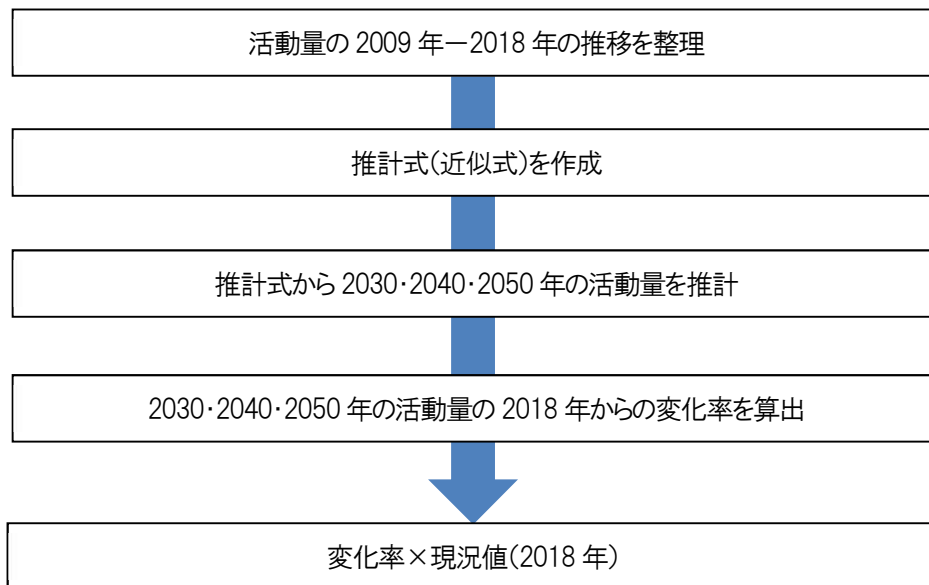 活動量の 2009 年－2018 年の推移を整理
推計式(近似式)を作成
推計式から 2030･2040･2050 年の活動量を推計
2030･2040･2050 年の活動量の 2018 年からの変化率を算出
変化率×現況値(2018 年)